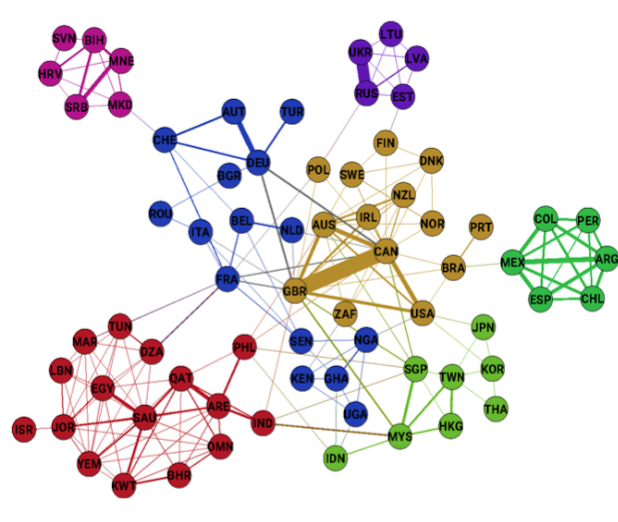 SVN
BIH
MNE
HRV
SRB
MKD
LTU
UKR
LVA
RUS
EST
AUT
TUR
CHE
DEU
BGR
ROU
ITA
BEL
NLD
FRA
FIN
POL
SWE
DNK
NZL
AUS
IRL
NOR
PRT
CAN
BRA
GBR
ZAF
USA
COL
PER
MEX
ARG
ESP
CHL
TUN
MAR
DZA
PHL
LBN
EGY
QAT
ARE
SAU
IND
ISR
JOR
OMN
YEM
KWT
BHR
SEN
NGA
KEN
GHA
UGA
JPN
SGP
TWN
KOR
THA
HKG
MYS
IDN